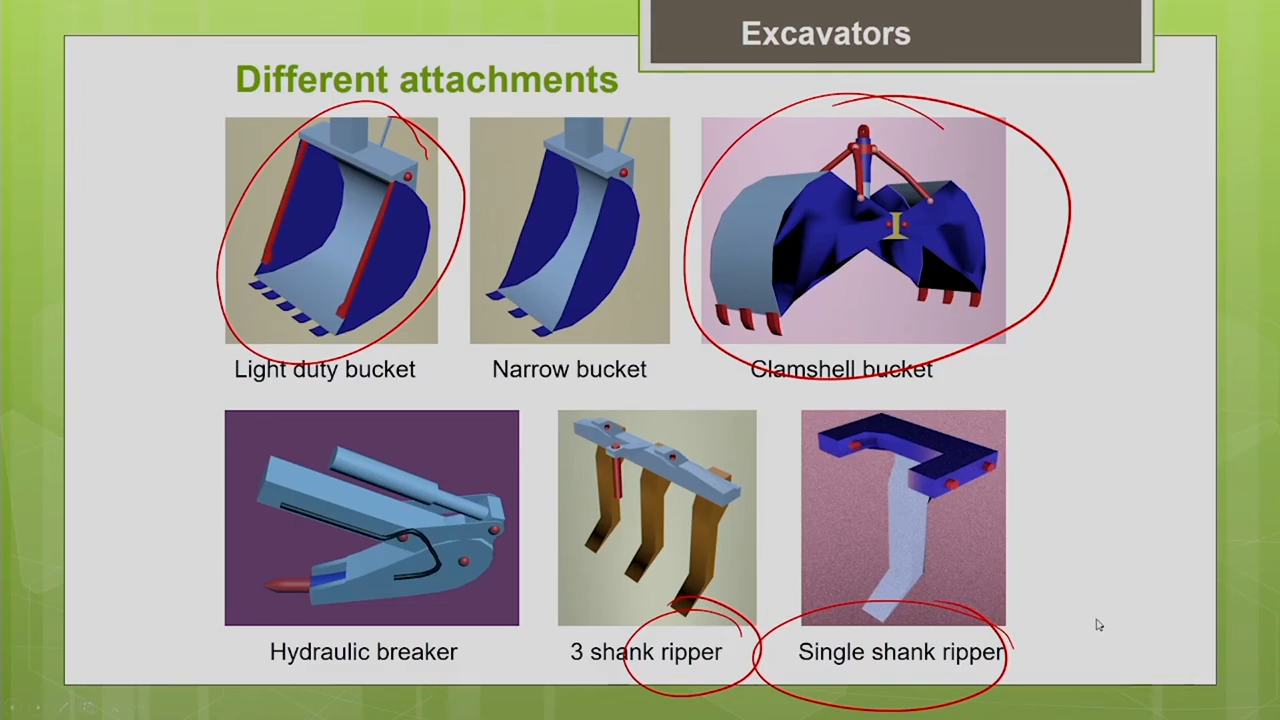 Excavators
Different attachments
Light duty bucket
Narrow bucket
Clamshell bucket
Hydraulic breaker
3 shank ripper
Single shank ripper